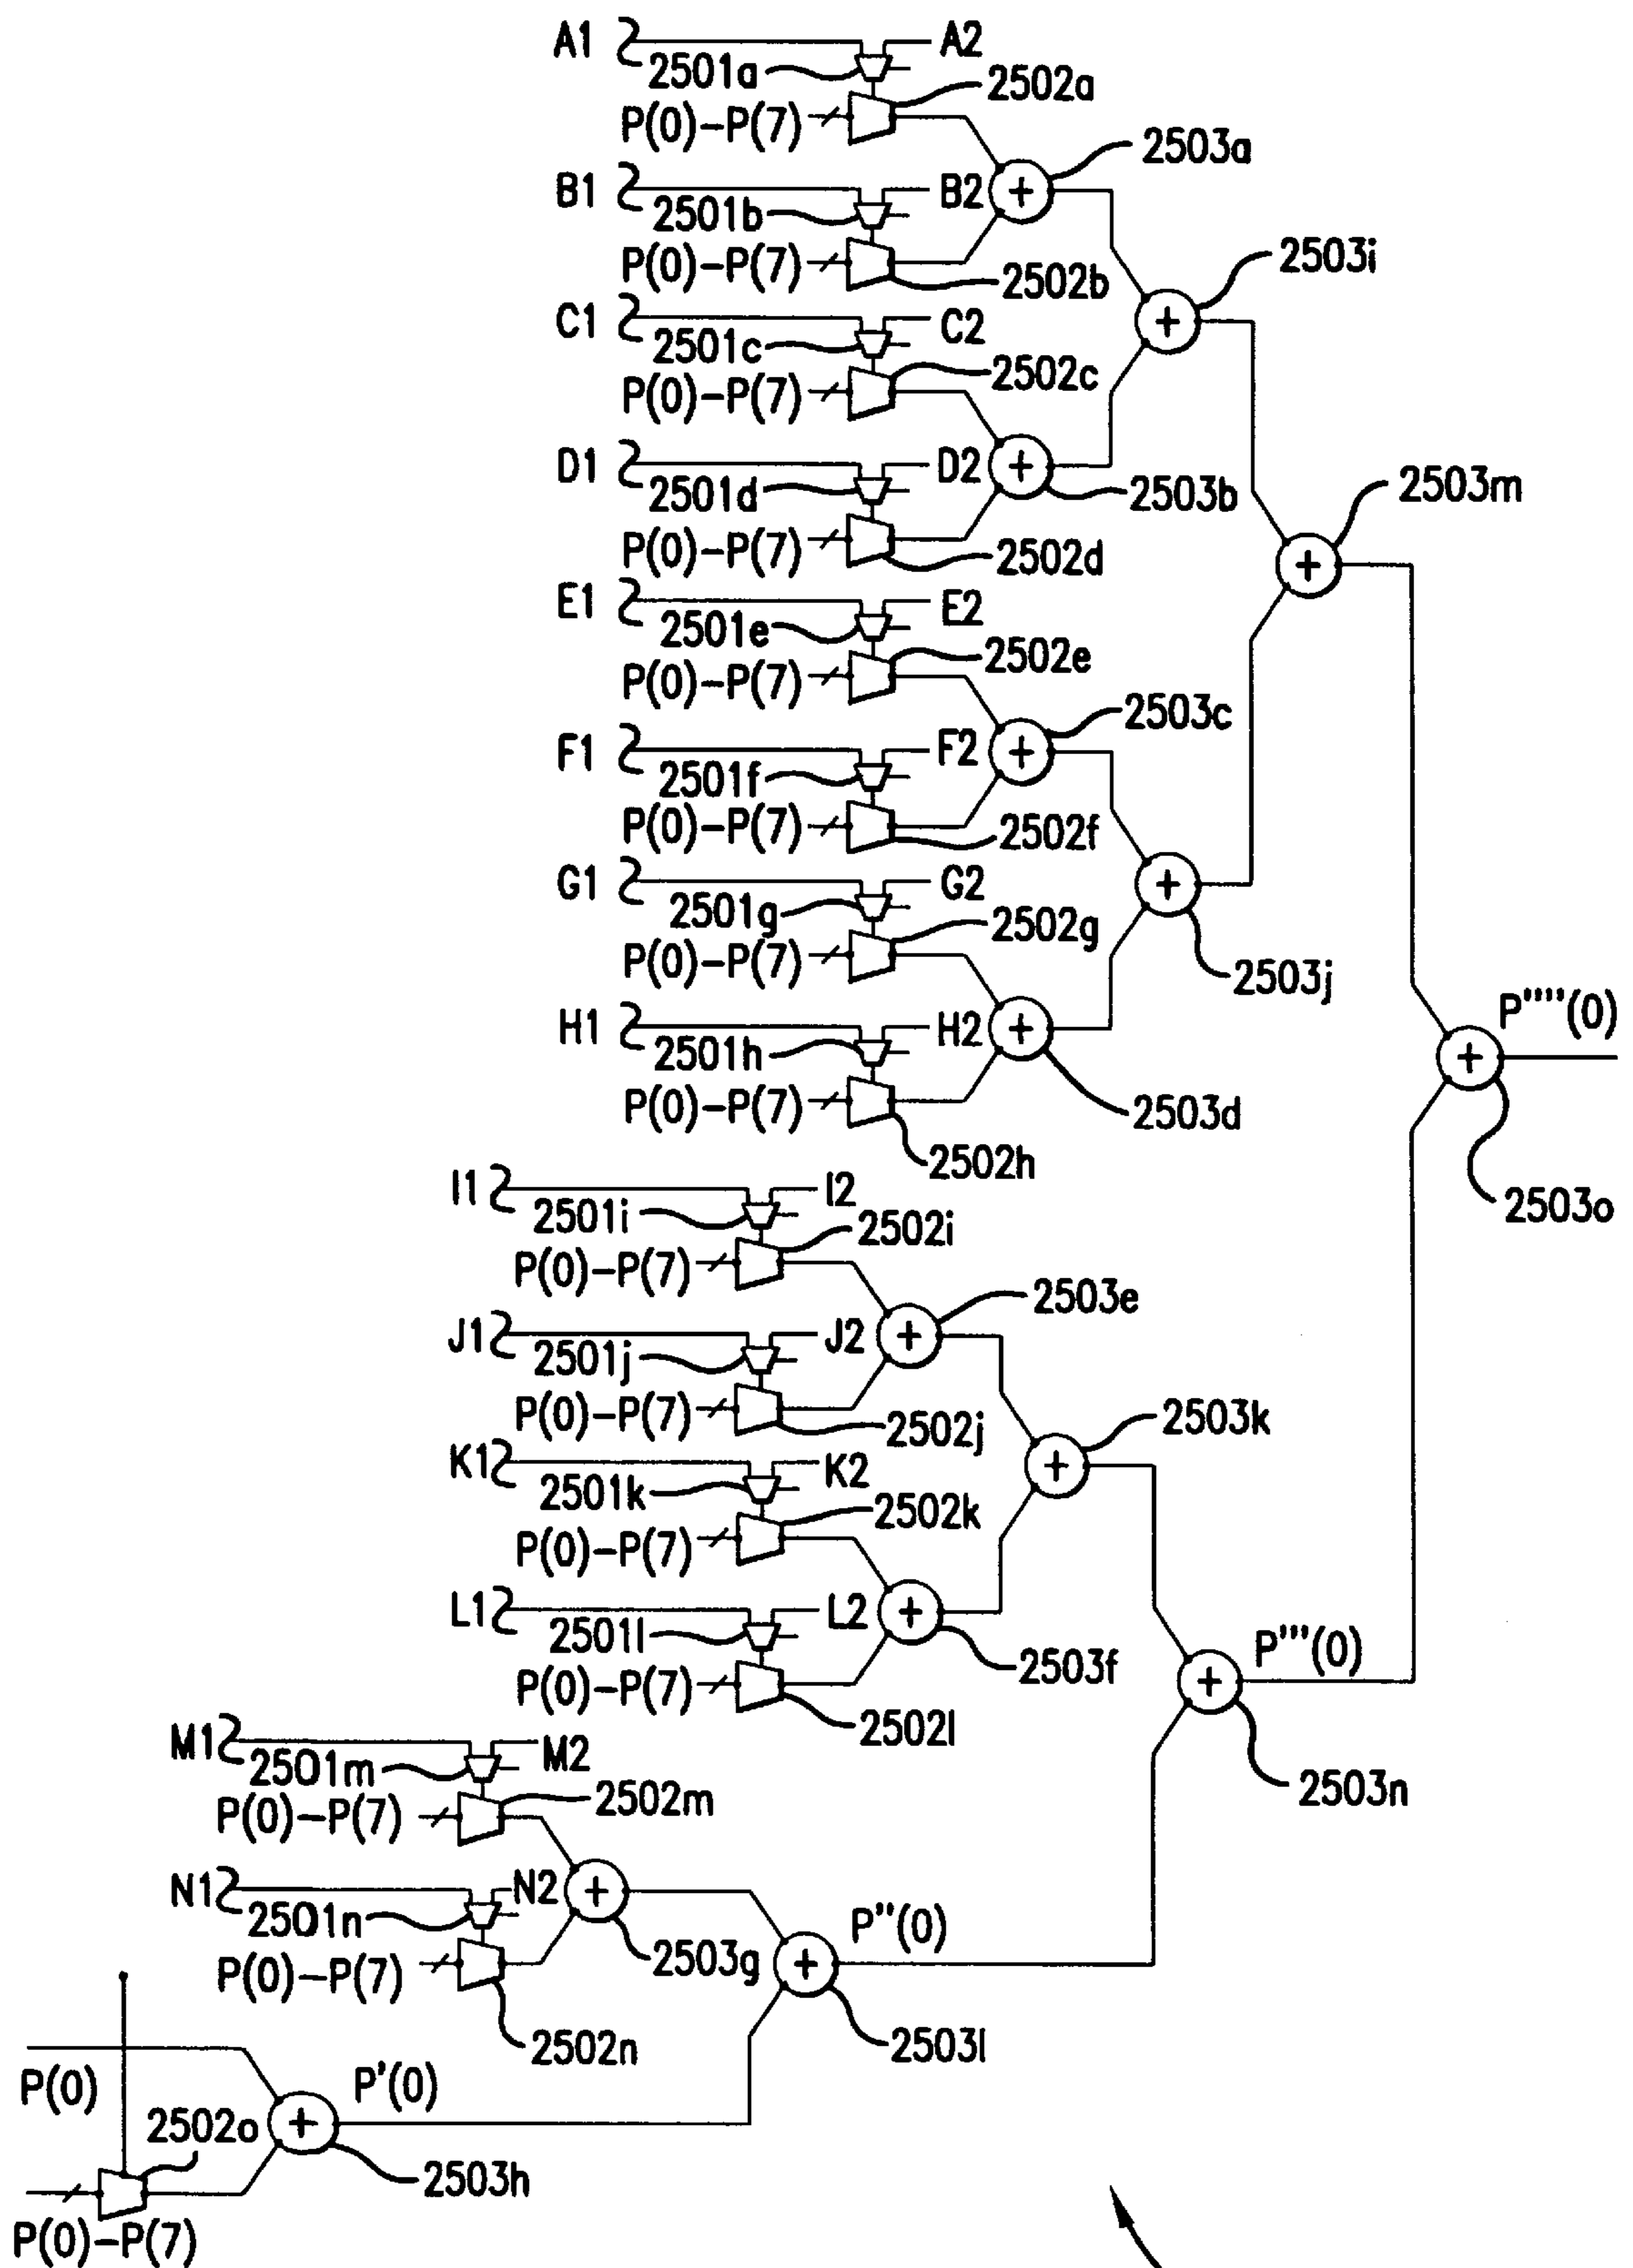 A1 A2
2501a 2502a
P(0)-P(7)
2503a
B1 B2
2501b
P(0)-P(7) 2502b
2503i
C1 C2
2501c 2502c
P(0)-P(7)
D1 D2
2501d 2503b
P(0)-P(7) 2502d
2503m
E1 E2
2501e 2502e
P(0)-P(7)
2503c
F1 F2
2501f
P(0)-P(7) 2502f
G1 G2
2501g 2502g
P(0)-P(7) 2503j
P''''(0)
H1 H2
2501h
P(0)-P(7) 2503d
2502h
I1 I2
2501i 2503o
2502i
P(0)-P(7)
2503e
J1 J2
2501j
P(0)-P(7) 2502j
2503k
K1 K2
2501k 2502k
P(0)-P(7)
L1 L2
2501l 2503f
P(0)-P(7)
P'''(0)
2502l
M1 M2
2501m 2502m
P(0)-P(7)
2503n
N1 N2
2501n
P(0)-P(7) 2503g
P''(0)
2502n 2503l
P(0) P'(0)
2502o
2503h
P(0)-P(7)